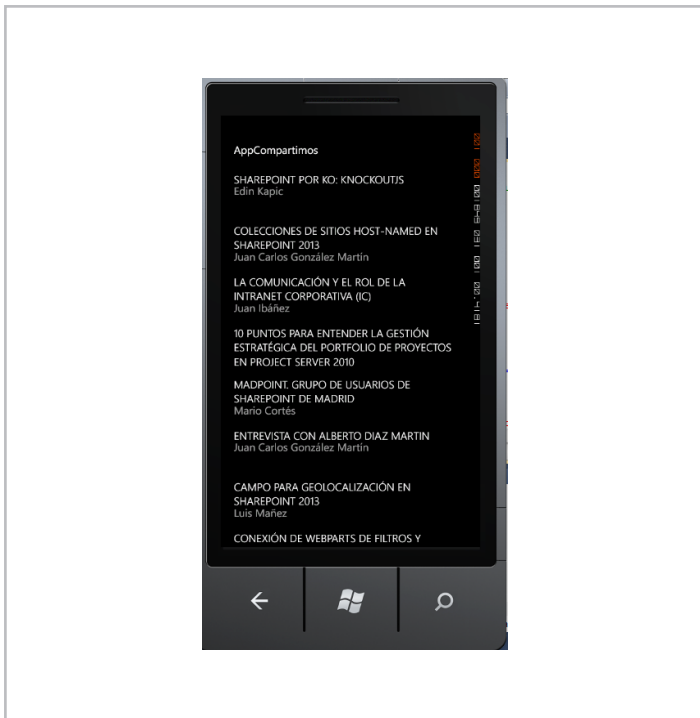 AppCompartimos
SHAREPOINT POR KO: KNOCKOUTJS
Edin Kapic
COLECCIONES DE SITIOS HOST-NAMED EN
SHAREPOINT 2013
Juan Carlos González Martín
LA COMUNICACIÓN Y EL ROL DE LA
INTRANET CORPORATIVA (IC)
Juan Ibáñez
10 PUNTOS PARA ENTENDER LA GESTIÓN
ESTRATÉGICA DEL PORTFOLIO DE PROYECTOS
EN PROJECT SERVER 2010
MADPOINT. GRUPO DE USUARIOS DE
SHAREPOINT DE MADRID
Mario Cortés
ENTREVISTA CON ALBERTO DIAZ MARTIN
Juan Carlos González Martín
CAMPO PARA GEOLOCALIZACIÓN EN
SHAREPOINT 2013
Luis Mañez
CONEXIÓN DE WEBPARTS DE FILTROS Y